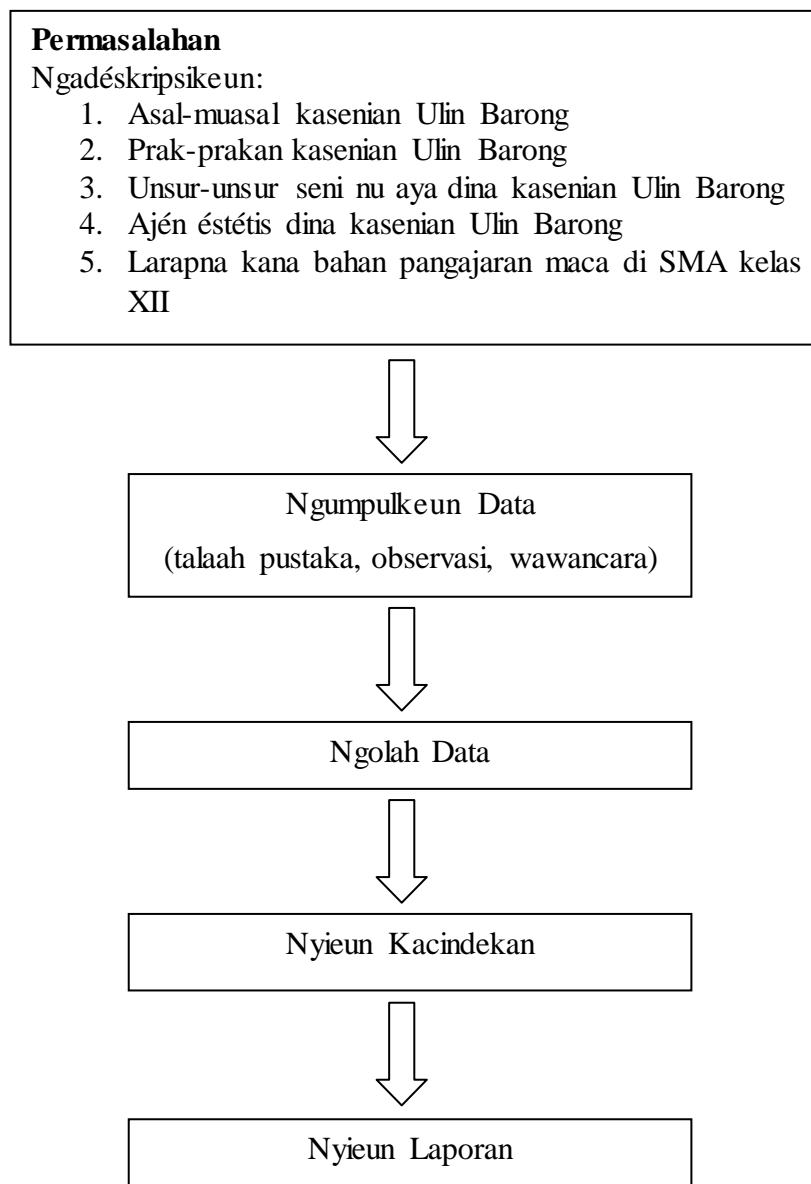 Permasalahan
Ngadéskripsikeun:
1. Asal-muasal kasenian Ulin Barong
2. Prak-prakan kasenian Ulin Barong
3. Unsur-unsur seni nu aya dina kasenian Ulin Barong
4. Ajén éstétis dina kasenian Ulin Barong
5. Larapna kana bahan pangajaran maca di SMA kelas
XII
Ngumpulkeun Data
(talaah pustaka, observasi, wawancara)
Ngolah Data
Nyieun Kacindekan
Nyieun Laporan